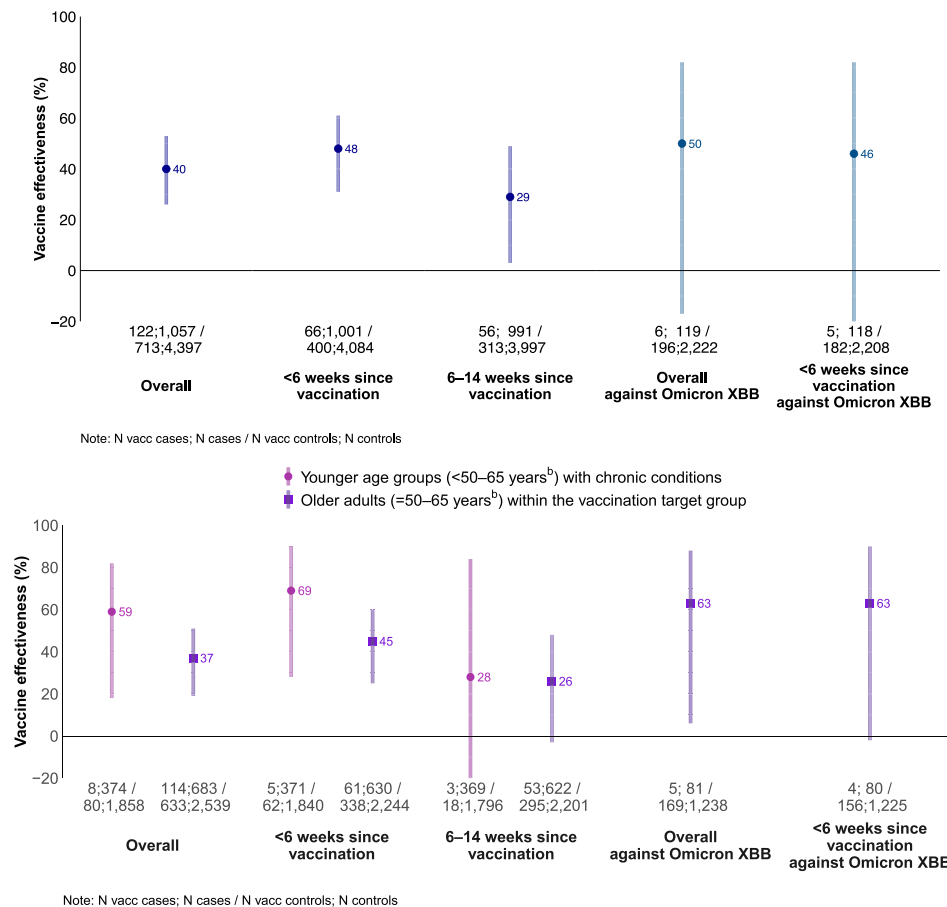 100
80
60
40
20
0
−20
Vaccine effectiveness (%)
40
48
29
50
46
122;1,057 /
713;4,397
66;1,001 /
400;4,084
56; 991 /
313;3,997
6; 119 /
196;2,222
5; 118 /
182;2,208
Overall
<6 weeks since
vaccination
6–14 weeks since
vaccination
Overall
against Omicron XBB
<6 weeks since
vaccination
against Omicron XBB
Note: N vacc cases; N cases / N vacc controls; N controls
Younger age groups (<50–65 yearsᵇ) with chronic conditions
Older adults (=50–65 yearsᵇ) within the vaccination target group
100
80
60
40
20
0
−20
Vaccine effectiveness (%)
59
37
69
45
28
26
63
63
8;374 /
80;1,858
114;683 /
633;2,539
5;371 /
62;1,840
61;630 /
338;2,244
3;369 /
18;1,796
53;622 /
295;2,201
5; 81 /
169;1,238
4; 80 /
156;1,225
Overall
<6 weeks since
vaccination
6–14 weeks since
vaccination
Overall
against Omicron XBB
<6 weeks since
vaccination
against Omicron XBB
Note: N vacc cases; N cases / N vacc controls; N controls